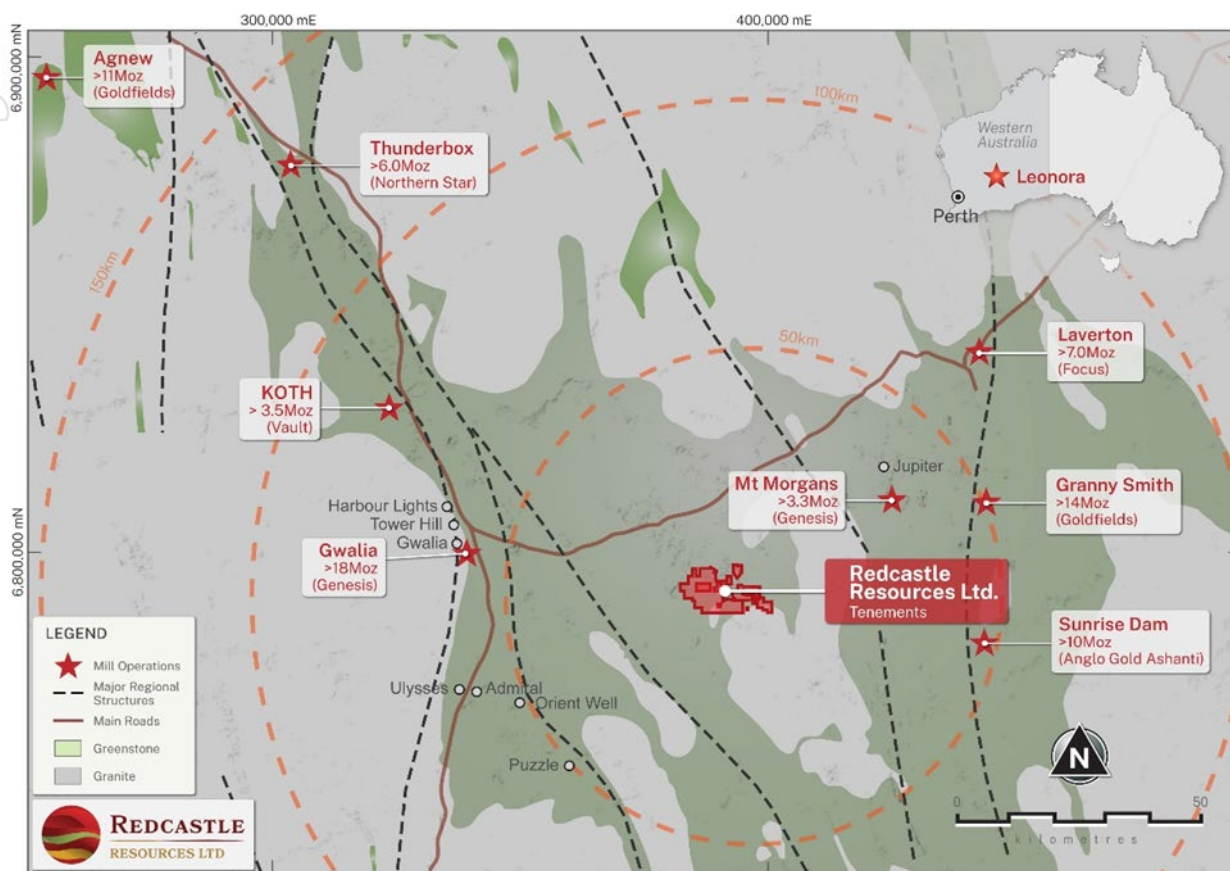 300,000 mE
400,000 mE
6,900,000 mN
6,800,000 mN
Agnew
>11Moz
(Goldfields)
Thunderbox
>6.0Moz
(Northern Star)
100km
150km
50km
Western
Australia
Leonora
Perth
Laverton
>7.0Moz
(Focus)
KOTH
> 3.5Moz
(Vault)
Jupiter
Mt Morgans
>3.3Moz
(Genesis)
Granny Smith
>14Moz
(Goldfields)
Harbour Lights
Tower Hill
Gwalia
Gwalia
>18Moz
(Genesis)
Redcastle
Resources Ltd.
Tenements
Sunrise Dam
>10Moz
(Anglo Gold Ashanti)
Ulysses
Admital
Orient Well
Puzzle
LEGEND
Mill Operations
Major Regional
Structures
Main Roads
Greenstone
Granite
N
0
50
kilometres
REDCASTLE
RESOURCES LTD